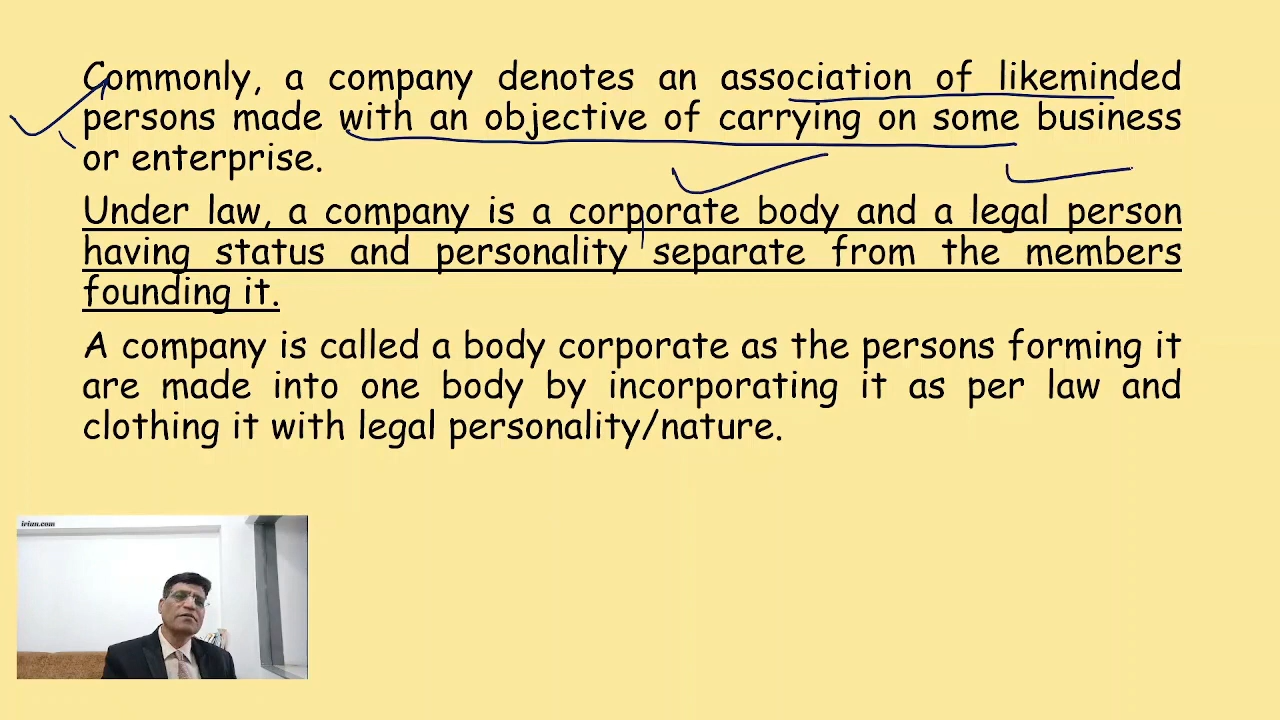 Commonly, a company denotes an association of likeminded
persons made with an objective of carrying on some business
or enterprise.
Under law, a company is a corporate body and a legal person
having status and personality separate from the members
founding it.
A company is called a body corporate as the persons forming it
are made into one body by incorporating it as per law and
clothing it with legal personality/nature.
iriun.com